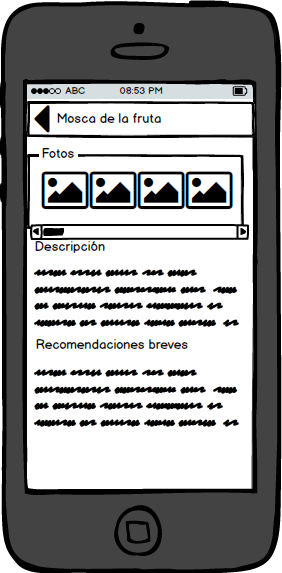 ABC 08:53 PM
Mosca de la fruta
Fotos
Descripción
Recomendaciones breves